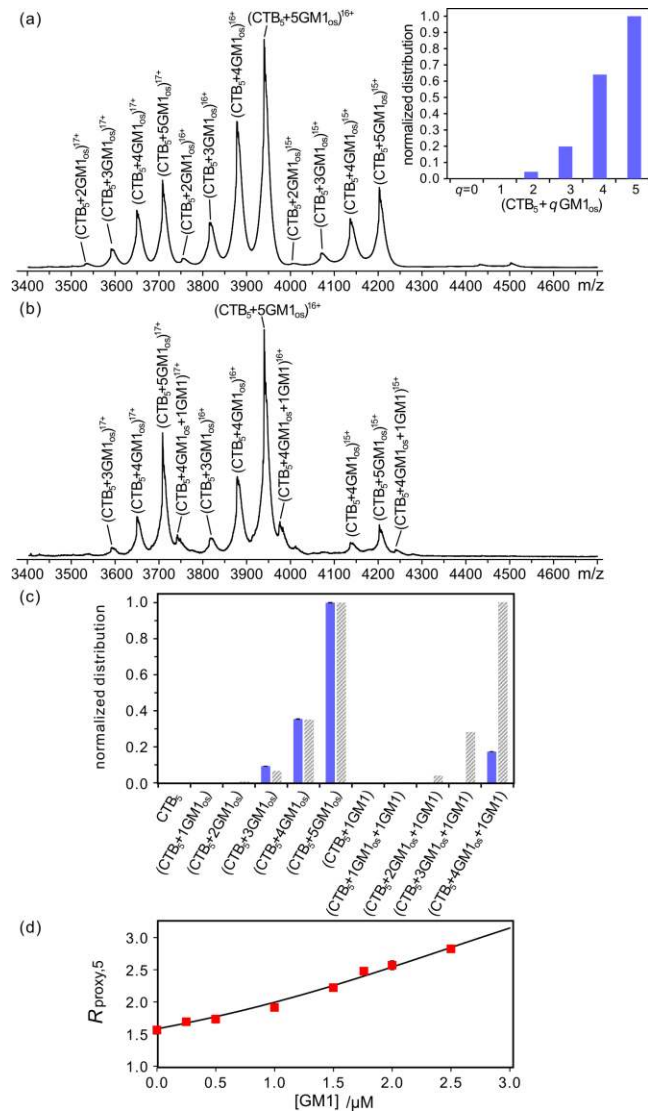 (a)
(CTB5+2GM1os)17+
(CTB5+3GM1os)17+
(CTB5+4GM1os)17+
(CTB5+5GM1os)17+
(CTB5+2GM1os)16+
(CTB5+3GM1os)16+
(CTB5+4GM1os)16+
(CTB5+5GM1os)16+
(CTB5+2GM1os)15+
(CTB5+3GM1os)15+
(CTB5+4GM1os)15+
(CTB5+5GM1os)15+
normalized distribution
1.0
0.9
0.8
0.7
0.6
0.5
0.4
0.3
0.2
0.1
0.0
q=0 1 2 3 4 5
(CTB5+qGM1os)
3400 3500 3600 3700 3800 3900 4000 4100 4200 4300 4400 4500 4600 m/z
(b)
(CTB5+3GM1os)17+
(CTB5+4GM1os)17+
(CTB5+5GM1os)17+
(CTB5+4GM1os+1GM1)17+
(CTB5+3GM1os)16+
(CTB5+4GM1os)16+
(CTB5+5GM1os)16+
(CTB5+4GM1os+1GM1)16+
(CTB5+4GM1os)15+
(CTB5+5GM1os)15+
(CTB5+4GM1os+1GM1)15+
3400 3500 3600 3700 3800 3900 4000 4100 4200 4300 4400 4500 4600 m/z
(c)
normalized distribution
1.0
0.8
0.6
0.4
0.2
0.0
CTB5
(CTB5+1GM1os)
(CTB5+2GM1os)
(CTB5+3GM1os)
(CTB5+4GM1os)
(CTB5+5GM1os)
(CTB5+1GM1)
(CTB5+1GM1os+1GM1)
(CTB5+2GM1os+1GM1)
(CTB5+3GM1os+1GM1)
(CTB5+4GM1os+1GM1)
(d)
Rproxy,5
3.0
2.5
2.0
1.5
1.0
0.0 0.5 1.0 1.5 2.0 2.5 3.0
[GM1] /μM